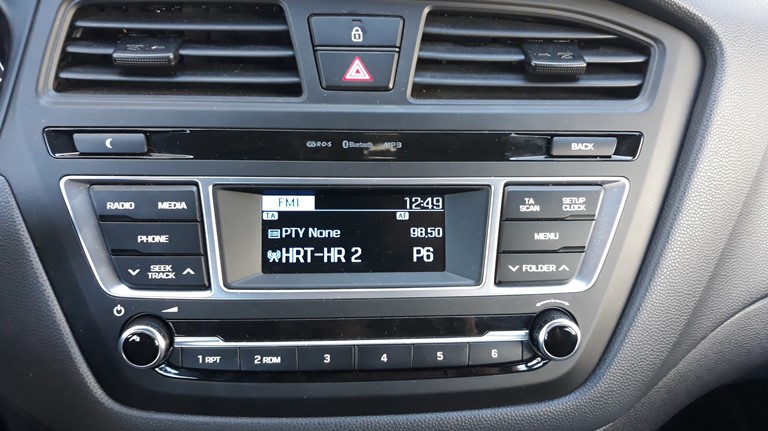 R·D·S Bluetooth MP3 BACK
RADIO MEDIA
PHONE
SEEK
TRACK
FM1 12:49
TA AF
PTY None 98.50
HRT-HR 2 P6
TA
SCAN
SETUP
CLOCK
MENU
FOLDER
1 RPT 2 RDM 3 4 5 6